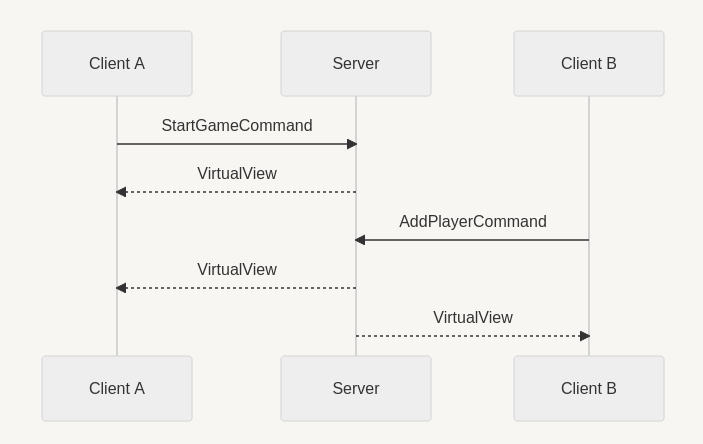 Client A
Server
Client B
StartGameCommand
VirtualView
AddPlayerCommand
VirtualView
VirtualView
Client A
Server
Client B